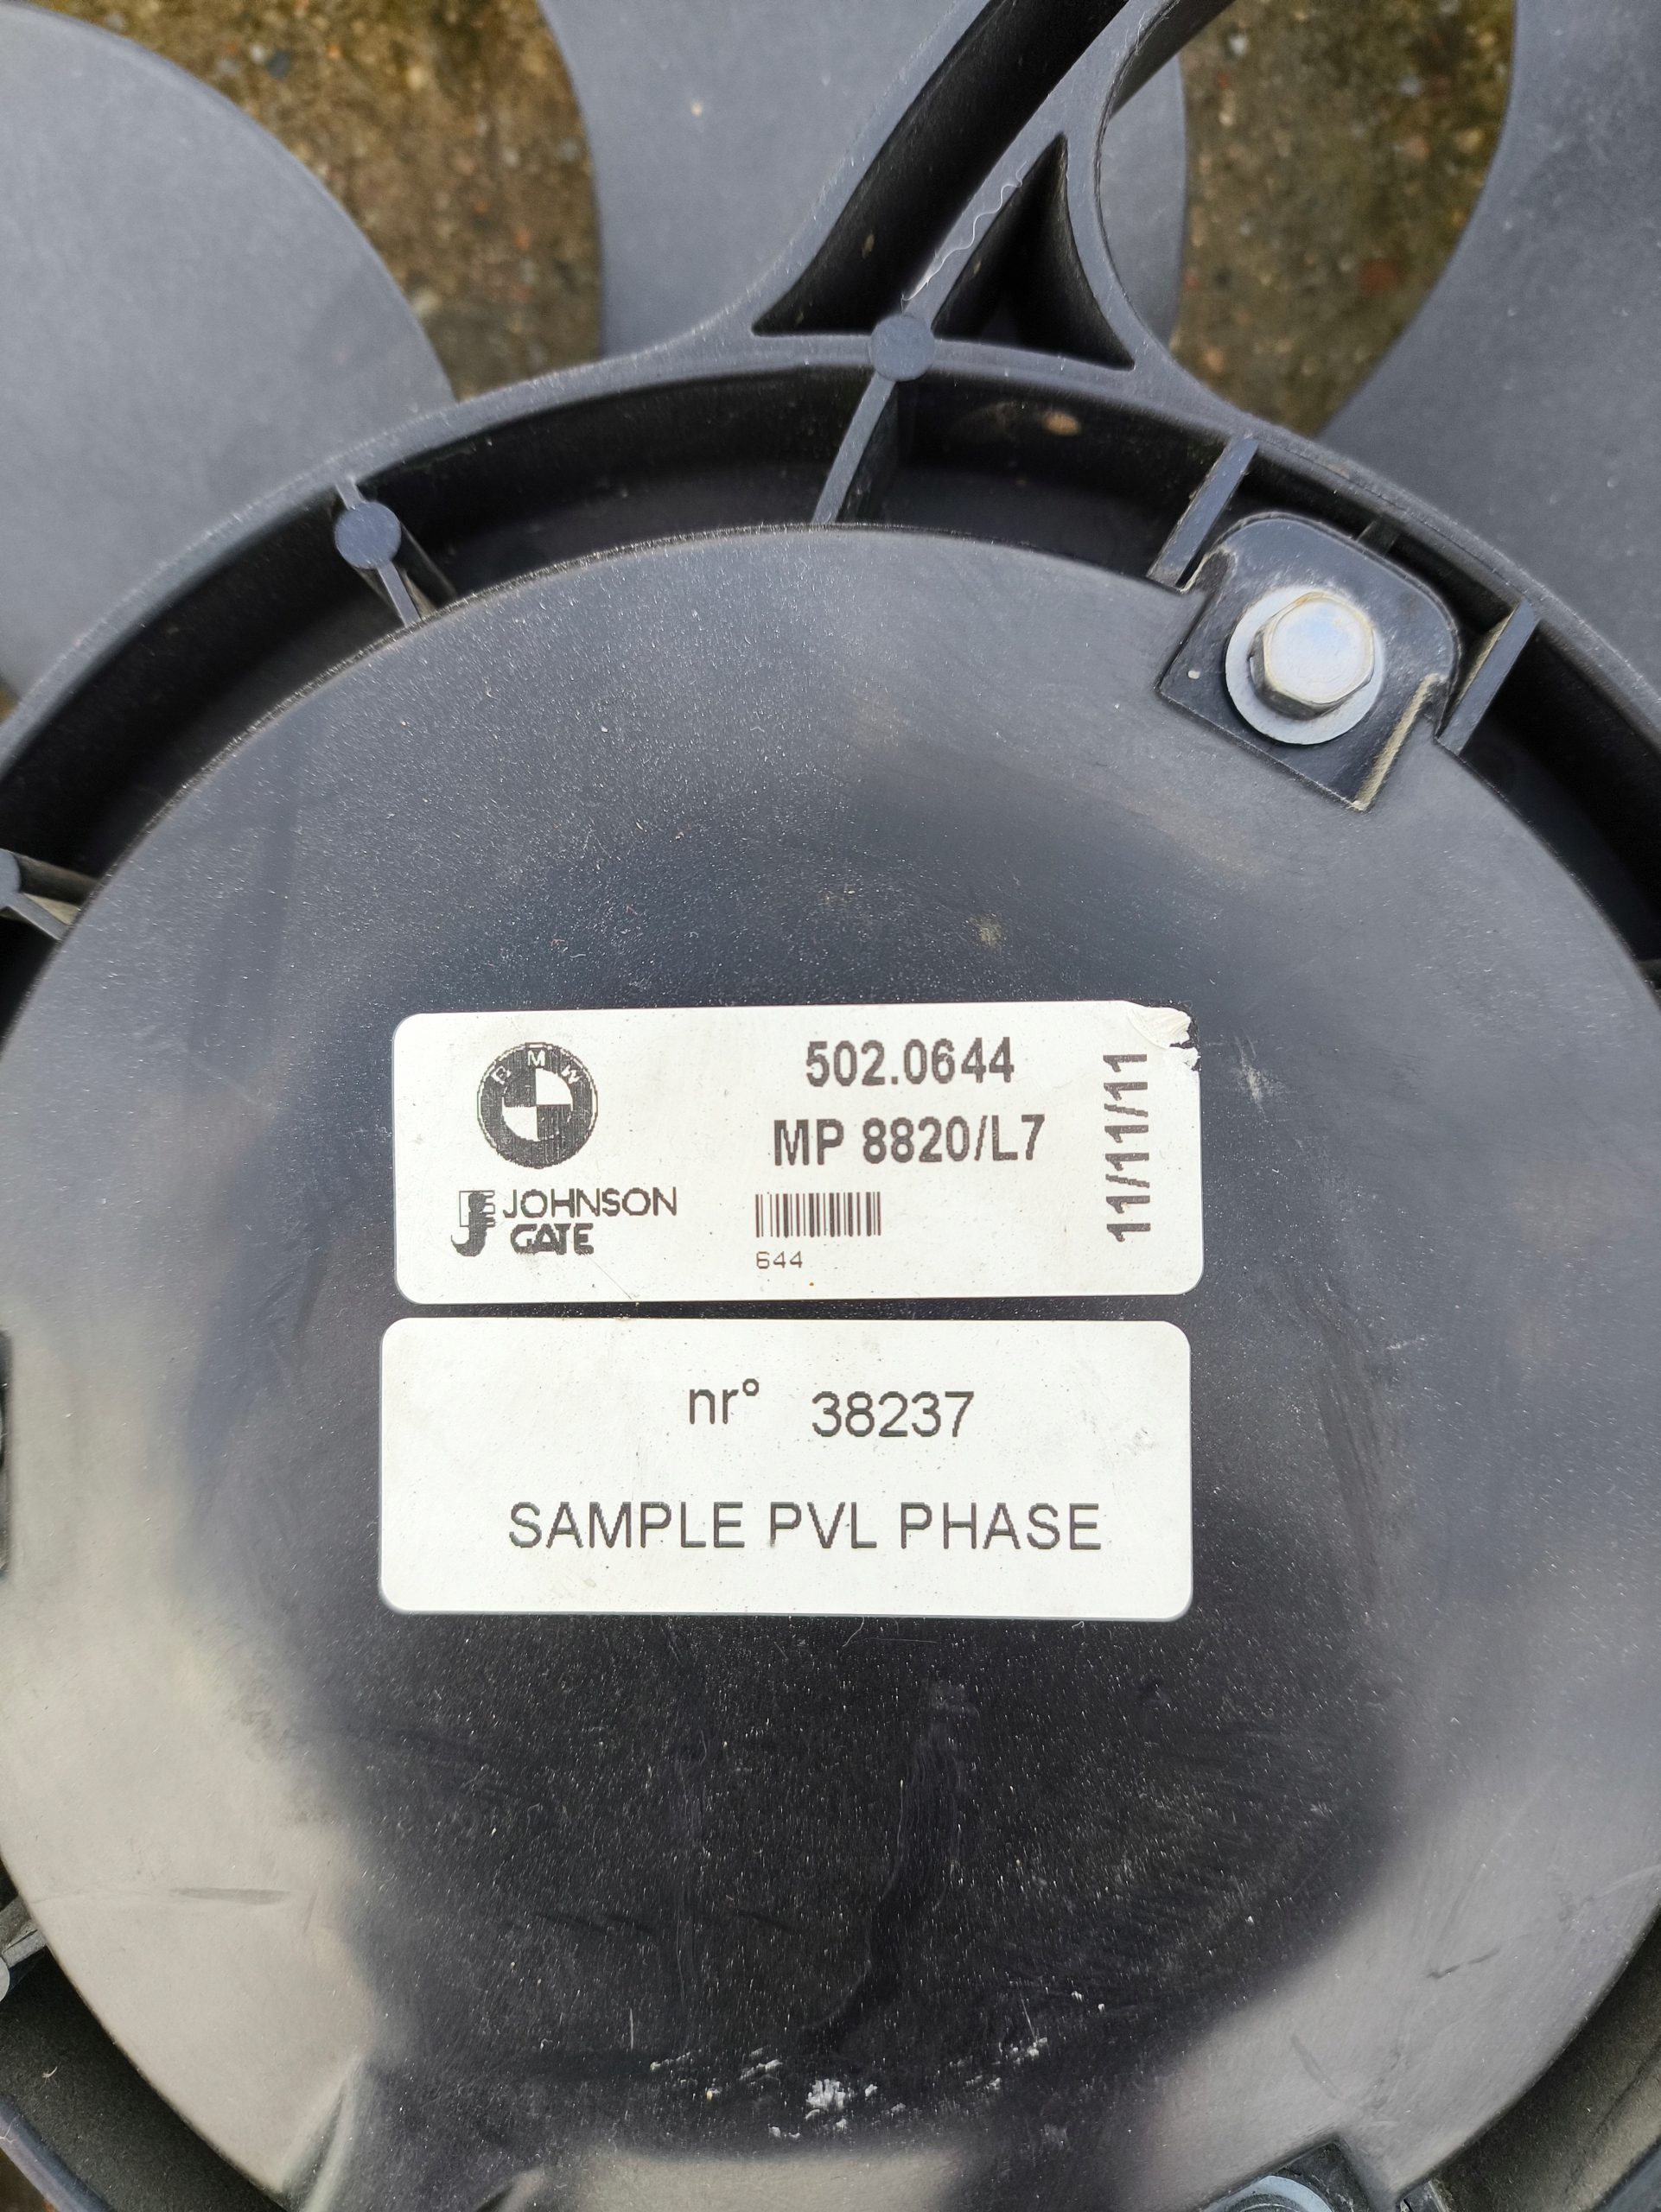 BMW
502.0644
MP 8820/L7
11/11/11
JOHNSON
GATE
644
nr° 38237
SAMPLE PVL PHASE